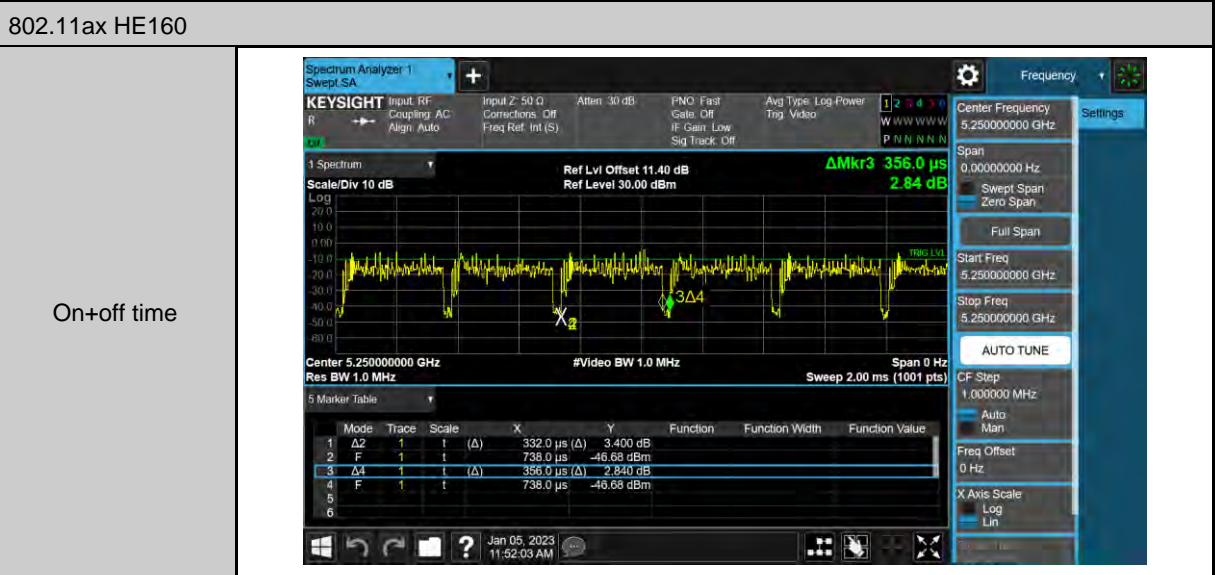 802.11ax HE160
On+off time
Spectrum Analyzer 1
Swept SA
Frequency
KEYSIGHT
R
Input: RF
Coupling: AC
Align: Auto
Input Z: 50 Ω
Corrections: Off
Freq Ref: Int (S)
Atten: 30 dB
PNO: Fast
Gate: Off
IF Gain: Low
Sig Track: Off
Avg Type: Log-Power
Trig: Video
1 2 3 4 5 6
W W W W W W
P N N N N N
Center Frequency
5.250000000 GHz
Settings
Span
0.00000000 Hz
Swept Span
Zero Span
Full Span
Start Freq
5.250000000 GHz
Stop Freq
5.250000000 GHz
AUTO TUNE
CF Step
1.000000 MHz
Auto
Man
Freq Offset
0 Hz
X Axis Scale
Log
Lin
1 Spectrum
Scale/Div 10 dB
Ref Lvl Offset 11.40 dB
Ref Level 30.00 dBm
ΔMkr3 356.0 µs
2.84 dB
Log
20.0
10.0
0.00
-10.0
-20.0
-30.0
-40.0
-50.0
-60.0
TRIG LVL
3Δ4
Center 5.250000000 GHz
#Video BW 1.0 MHz
Span 0 Hz
Res BW 1.0 MHz
Sweep 2.00 ms (1001 pts)
5 Marker Table
Mode Trace Scale X Y Function Function Width Function Value
1 Δ2 1 t (Δ) 332.0 µs (Δ) 3.400 dB
2 F 1 t 738.0 µs -46.68 dBm
3 Δ4 1 t (Δ) 356.0 µs (Δ) 2.840 dB
4 F 1 t 738.0 µs -46.68 dBm
5
6
?
Jan 05, 2023
11:52:03 AM